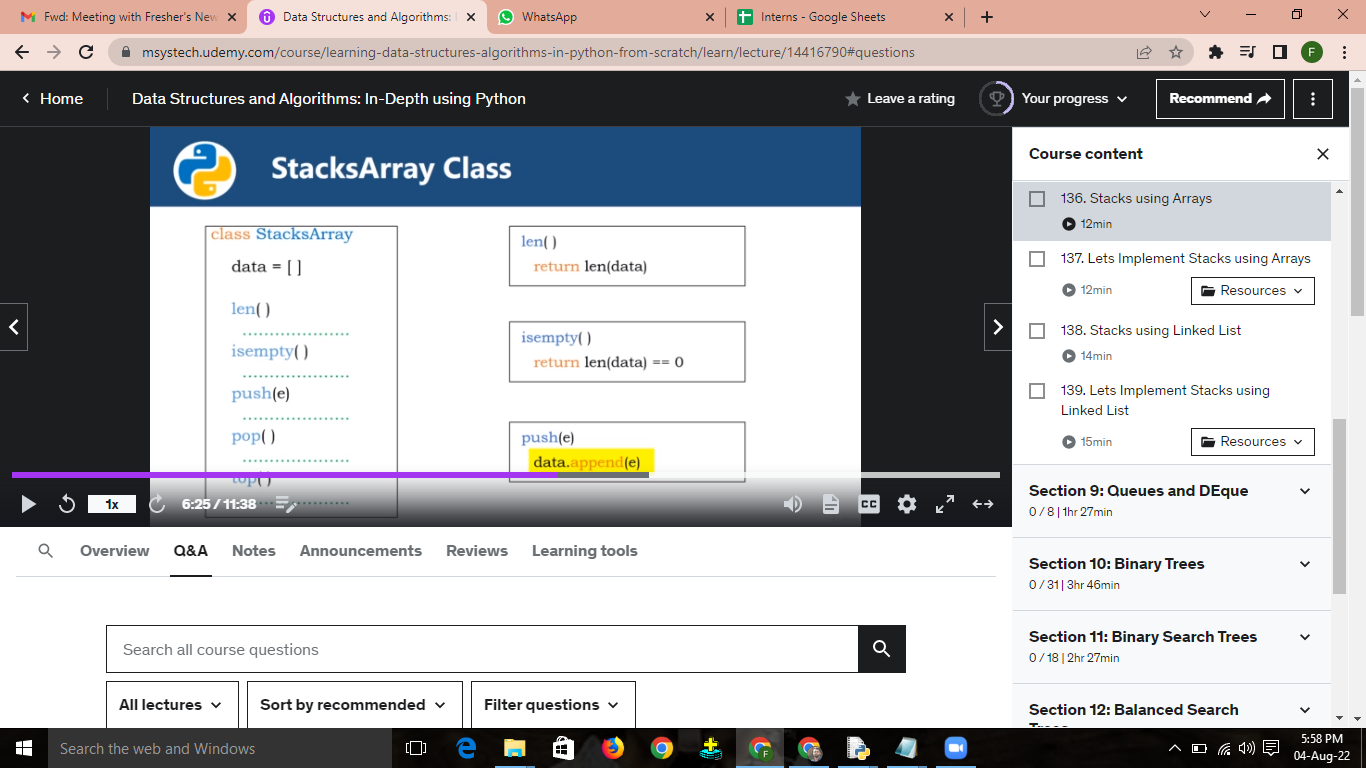 Fwd: Meeting with Fresher's New
Data Structures and Algorithms:
WhatsApp
Interns - Google Sheets
msystech.udemy.com/course/learning-data-structures-algorithms-in-python-from-scratch/learn/lecture/14416790#questions
F
Home
Data Structures and Algorithms: In-Depth using Python
Leave a rating
Your progress
Recommend
StacksArray Class
class StacksArray
data = [ ]
len( )
....................
isempty( )
....................
push(e)
....................
pop( )
....................
top( )
....................
len( )
return len(data)
isempty( )
return len(data) == 0
push(e)
data.append(e)
1x
6:25 / 11:38
CC
Course content
136. Stacks using Arrays
12min
137. Lets Implement Stacks using Arrays
12min
Resources
138. Stacks using Linked List
14min
139. Lets Implement Stacks using
Linked List
15min
Resources
Section 9: Queues and DEque
0 / 8 | 1hr 27min
Section 10: Binary Trees
0 / 31 | 3hr 46min
Section 11: Binary Search Trees
0 / 18 | 2hr 27min
Section 12: Balanced Search
Trees
Overview
Q&A
Notes
Announcements
Reviews
Learning tools
Search all course questions
All lectures
Sort by recommended
Filter questions
Search the web and Windows
5:58 PM
04-Aug-22